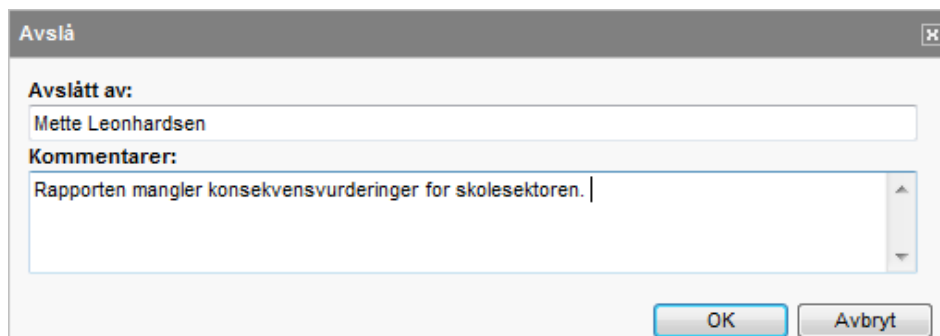 Avslå
Avslått av:
Mette Leonhardsen
Kommentarer:
Rapporten mangler konsekvensvurderinger for skolesektoren.
OK Avbryt